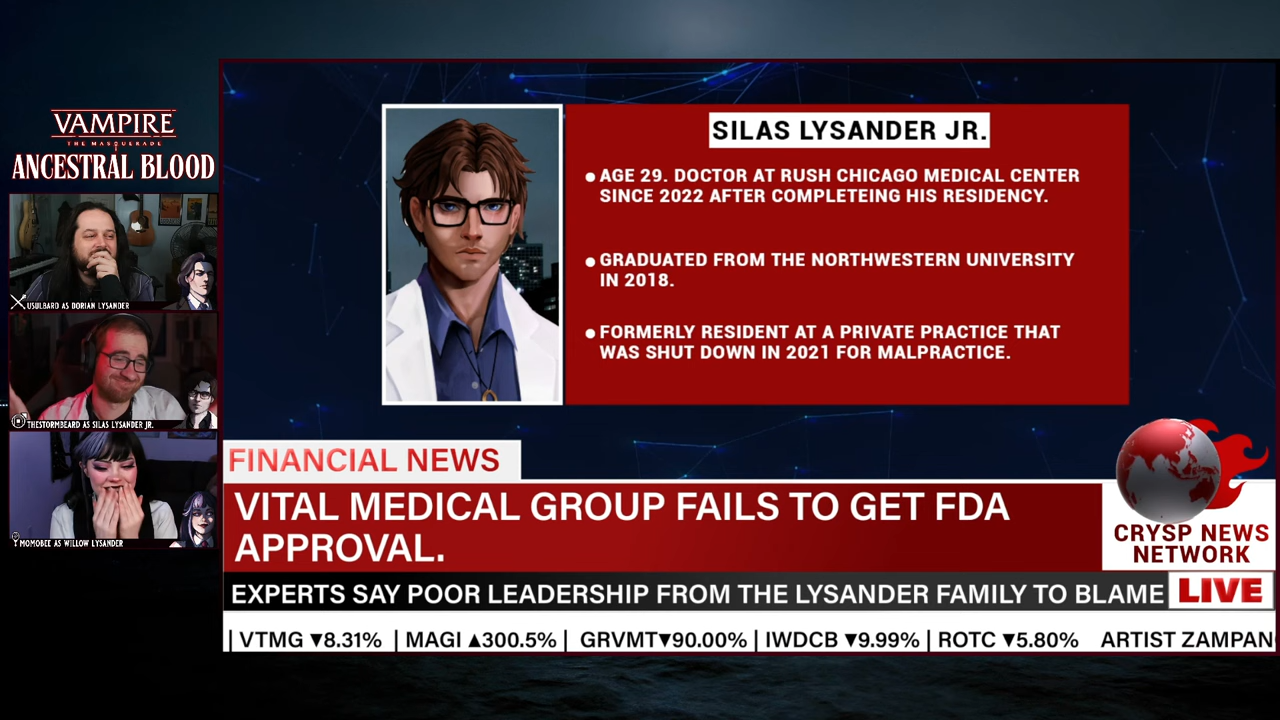 VAMPIRE
THE MASQUERADE
ANCESTRAL BLOOD
USULBARD AS DORIAN LYSANDER
THESTORMBEARD AS SILAS LYSANDER JR.
MOMOBEE AS WILLOW LYSANDER
SILAS LYSANDER JR.
● AGE 29. DOCTOR AT RUSH CHICAGO MEDICAL CENTER
SINCE 2022 AFTER COMPLETEING HIS RESIDENCY.
● GRADUATED FROM THE NORTHWESTERN UNIVERSITY
IN 2018.
● FORMERLY RESIDENT AT A PRIVATE PRACTICE THAT
WAS SHUT DOWN IN 2021 FOR MALPRACTICE.
FINANCIAL NEWS
VITAL MEDICAL GROUP FAILS TO GET FDA
APPROVAL.
CRYSP NEWS
NETWORK
EXPERTS SAY POOR LEADERSHIP FROM THE LYSANDER FAMILY TO BLAME
LIVE
| VTMG ▼8.31% | MAGI ▲300.5% | GRVMT▼90.00% | IWDCB ▼9.99% | ROTC ▼5.80% ARTIST ZAMPAN